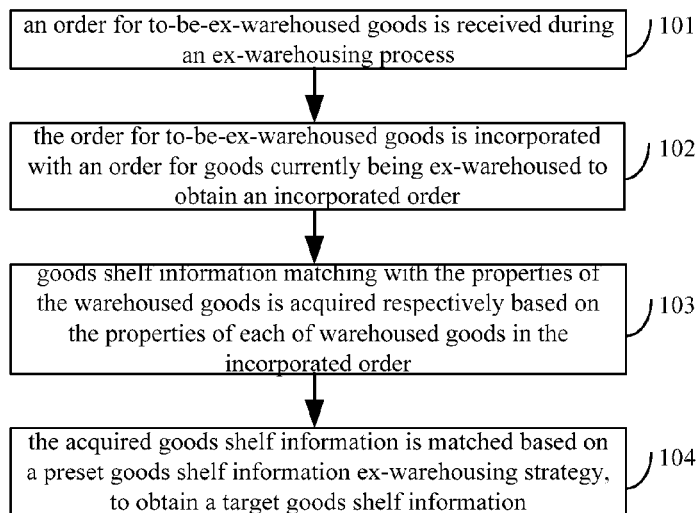 an order for to-be-ex-warehoused goods is received during
an ex-warehousing process
101
the order for to-be-ex-warehoused goods is incorporated
with an order for goods currently being ex-warehoused to
obtain an incorporated order
102
goods shelf information matching with the properties of
the warehoused goods is acquired respectively based on
the properties of each of warehoused goods in the
incorporated order
103
the acquired goods shelf information is matched based on
a preset goods shelf information ex-warehousing strategy,
to obtain a target goods shelf information
104